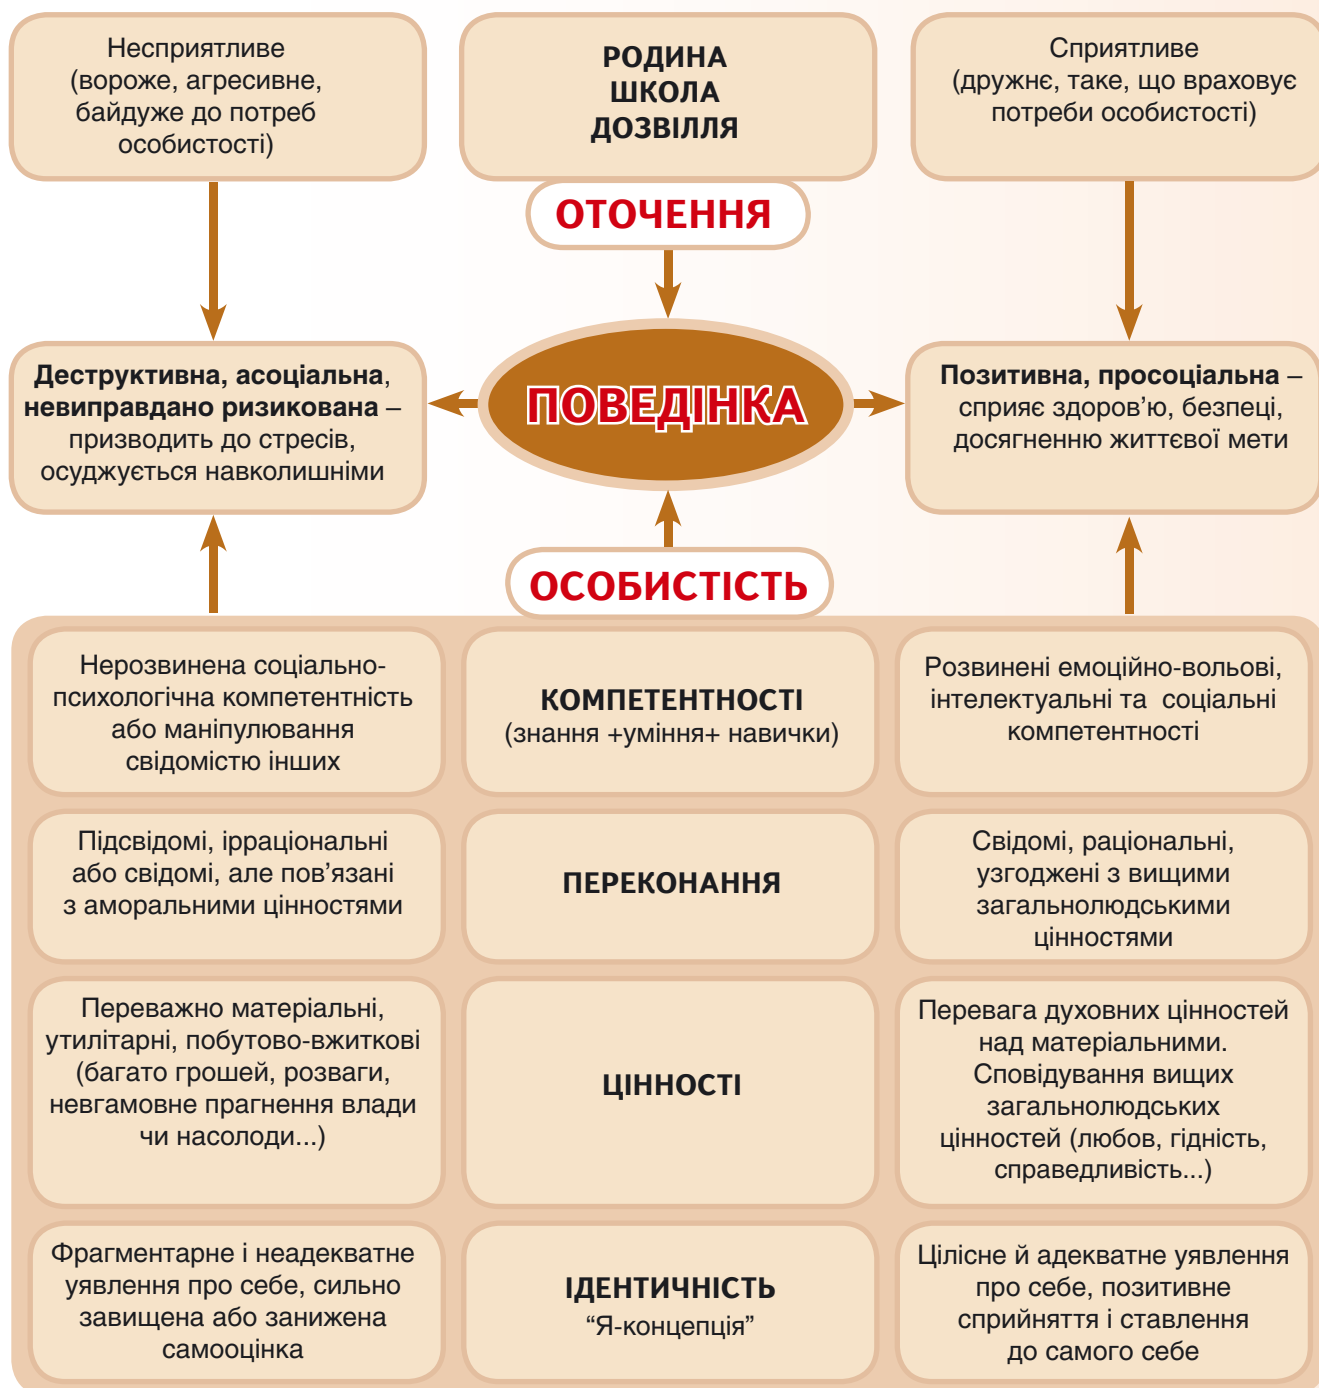 Несприятливе
(вороже, агресивне,
байдуже до потреб
особистості)
РОДИНА
ШКОЛА
ДОЗВІЛЛЯ
Сприятливе
(дружнє, таке, що враховує
потреби особистості)
ОТОЧЕННЯ
Деструктивна, асоціальна,
невиправдано ризикована –
призводить до стресів,
осуджується навколишніми
ПОВЕДІНКА
Позитивна, просоціальна –
сприяє здоров’ю, безпеці,
досягненню життєвої мети
ОСОБИСТІСТЬ
Нерозвинена соціально-
психологічна компетентність
або маніпулювання
свідомістю інших
КОМПЕТЕНТНОСТІ
(знання +уміння+ навички)
Розвинені емоційно-вольові,
інтелектуальні та соціальні
компетентності
Підсвідомі, ірраціональні
або свідомі, але пов’язані
з аморальними цінностями
ПЕРЕКОНАННЯ
Свідомі, раціональні,
узгоджені з вищими
загальнолюдськими
цінностями
Переважно матеріальні,
утилітарні, побутово-вжиткові
(багато грошей, розваги,
невгамовне прагнення влади
чи насолоди...)
ЦІННОСТІ
Перевага духовних цінностей
над матеріальними.
Сповідування вищих
загальнолюдських
цінностей (любов, гідність,
справедливість...)
Фрагментарне і неадекватне
уявлення про себе, сильно
завищена або занижена
самооцінка
ІДЕНТИЧНІСТЬ
“Я-концепція”
Цілісне й адекватне уявлення
про себе, позитивне
сприйняття і ставлення
до самого себе